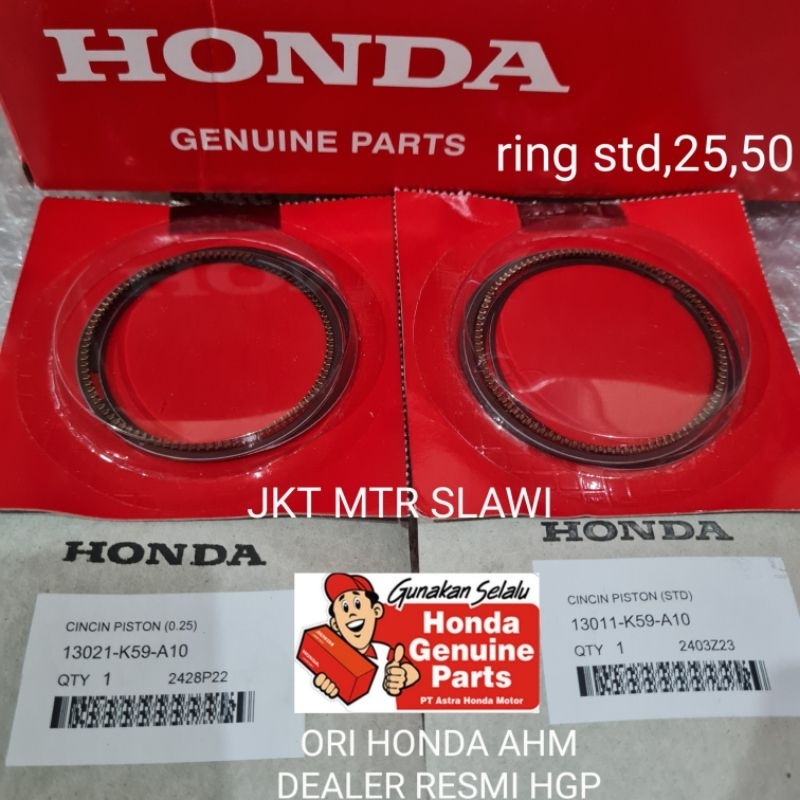 HONDA
GENUINE PARTS
ring std,25,50
HONDA
JKT MTR SLAWI
HONDA
HONDA
CINCIN PISTON (0.25)
13021-K59-A10
QTY 1 2428P22
CINCIN PISTON (STD)
13011-K59-A10
QTY 1 2403Z23
Gunakan Selalu
Honda
Genuine
Parts
PT Astra Honda Motor
ORI HONDA AHM
DEALER RESMI HGP